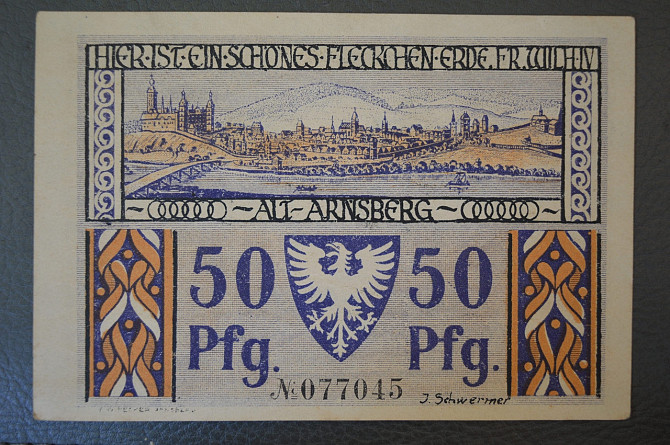 HIER·IST·EIN·SCHÖNES·FLECKCHEN·ERDE. FR. WILH·IV
ALT-ARNSBERG
50 50
Pfg. Pfg.
№ 077045
J. Schwermer